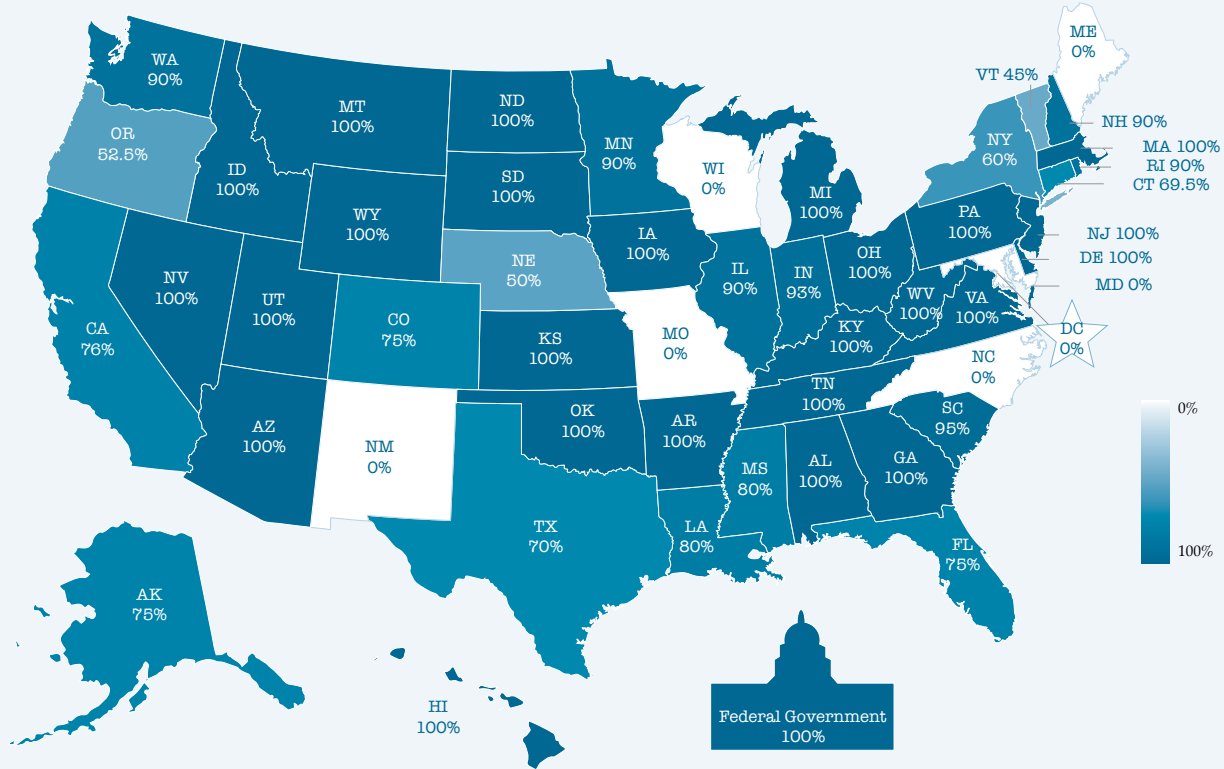 ME
0%
WA
90%
VT 45%
MT
100%
ND
100%
NH 90%
OR
52.5%
MN
90%
NY
60%
MA 100%
RI 90%
CT 69.5%
ID
100%
SD
100%
WI
0%
MI
100%
WY
100%
PA
100%
NJ 100%
IA
100%
OH
100%
DE 100%
NE
50%
IL
90%
IN
93%
MD 0%
NV
100%
UT
100%
WV
100%
VA
100%
CA
76%
CO
75%
KS
100%
MO
0%
KY
100%
DC
0%
NC
0%
TN
100%
AZ
100%
NM
0%
OK
100%
AR
100%
SC
95%
0%
MS
80%
AL
100%
GA
100%
TX
70%
LA
80%
FL
75%
100%
AK
75%
HI
100%
Federal Government
100%